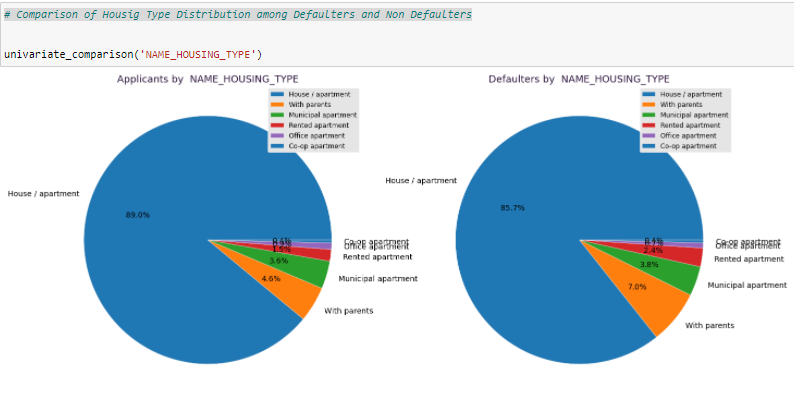 # Comparison of Housig Type Distribution among Defaulters and Non Defaulters
univariate_comparison('NAME_HOUSING_TYPE')
Applicants by NAME_HOUSING_TYPE
House / apartment
With parents
Municipal apartment
Rented apartment
Office apartment
Co-op apartment
House / apartment
89.0%
Co-op apartment
Office apartment
1.5%
Rented apartment
3.6%
Municipal apartment
4.6%
With parents
Defaulters by NAME_HOUSING_TYPE
House / apartment
With parents
Municipal apartment
Rented apartment
Office apartment
Co-op apartment
House / apartment
85.7%
Co-op apartment
Office apartment
2.4%
Rented apartment
3.8%
Municipal apartment
7.0%
With parents